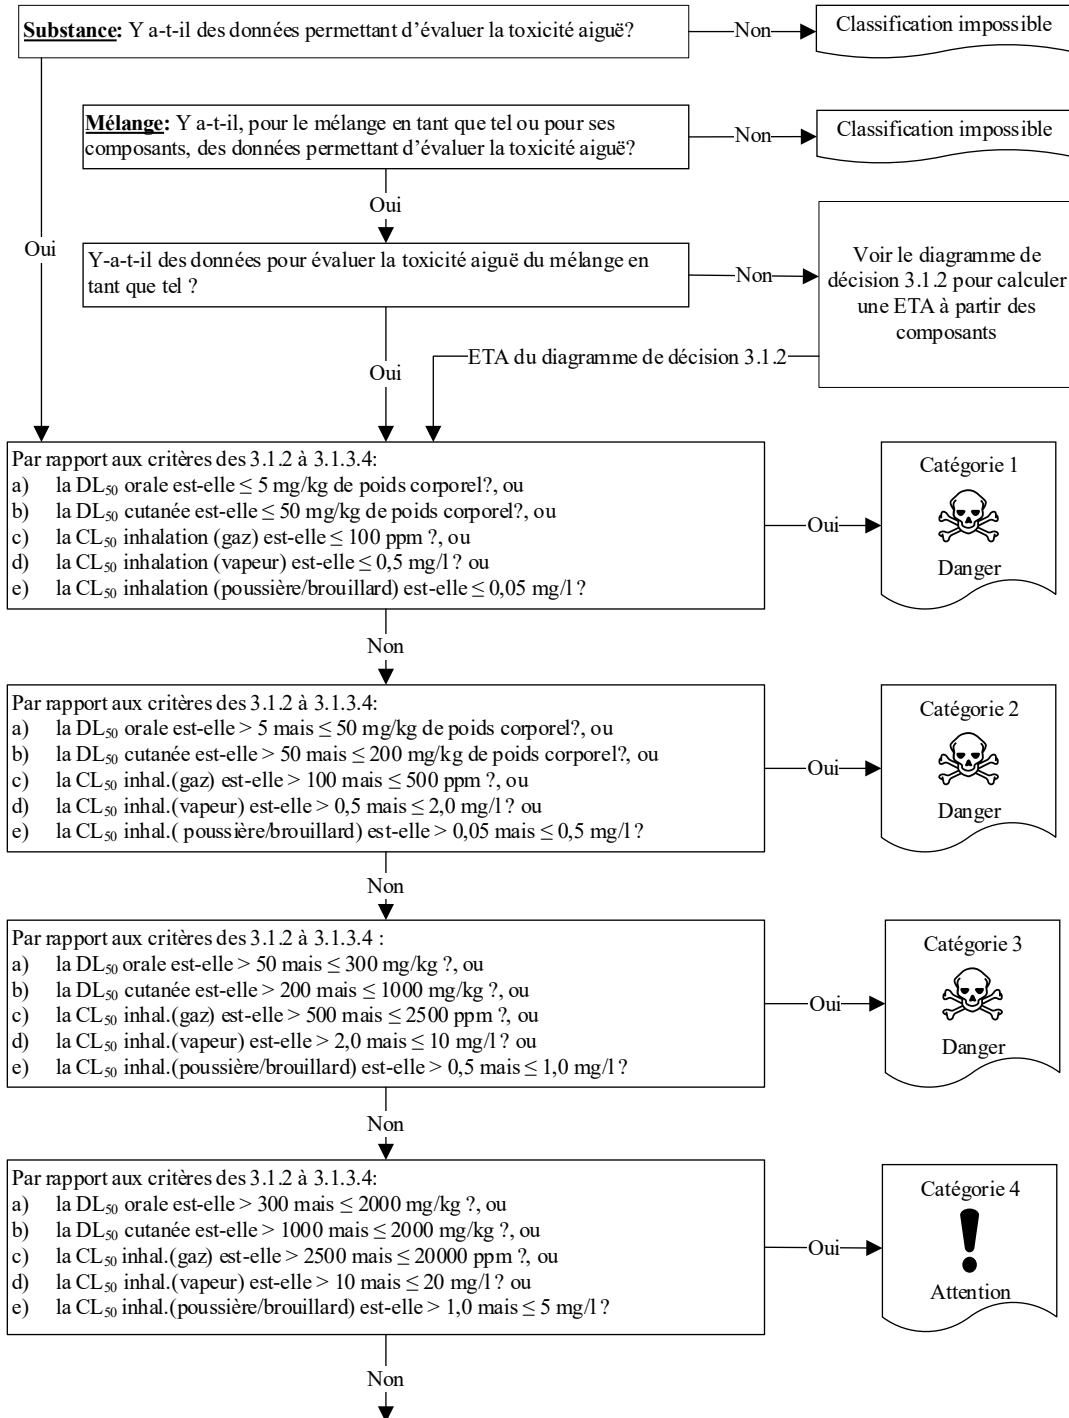 Substance: Y a-t-il des données permettant d’évaluer la toxicité aiguë?
Non
Classification impossible
Mélange: Y a-t-il, pour le mélange en tant que tel ou pour ses
composants, des données permettant d’évaluer la toxicité aiguë?
Non
Classification impossible
Oui
Oui
Y-a-t-il des données pour évaluer la toxicité aiguë du mélange en
tant que tel ?
Non
Voir le diagramme de
décision 3.1.2 pour calculer
une ETA à partir des
composants
ETA du diagramme de décision 3.1.2
Oui
Par rapport aux critères des 3.1.2 à 3.1.3.4:
a) la DL₅₀ orale est-elle ≤ 5 mg/kg de poids corporel?, ou
b) la DL₅₀ cutanée est-elle ≤ 50 mg/kg de poids corporel?, ou
c) la CL₅₀ inhalation (gaz) est-elle ≤ 100 ppm ?, ou
d) la CL₅₀ inhalation (vapeur) est-elle ≤ 0,5 mg/l ? ou
e) la CL₅₀ inhalation (poussière/brouillard) est-elle ≤ 0,05 mg/l ?
Oui
Catégorie 1
Danger
Non
Par rapport aux critères des 3.1.2 à 3.1.3.4:
a) la DL₅₀ orale est-elle > 5 mais ≤ 50 mg/kg de poids corporel?, ou
b) la DL₅₀ cutanée est-elle > 50 mais ≤ 200 mg/kg de poids corporel?, ou
c) la CL₅₀ inhal.(gaz) est-elle > 100 mais ≤ 500 ppm ?, ou
d) la CL₅₀ inhal.(vapeur) est-elle > 0,5 mais ≤ 2,0 mg/l ? ou
e) la CL₅₀ inhal.( poussière/brouillard) est-elle > 0,05 mais ≤ 0,5 mg/l ?
Oui
Catégorie 2
Danger
Non
Par rapport aux critères des 3.1.2 à 3.1.3.4 :
a) la DL₅₀ orale est-elle > 50 mais ≤ 300 mg/kg ?, ou
b) la DL₅₀ cutanée est-elle > 200 mais ≤ 1000 mg/kg ?, ou
c) la CL₅₀ inhal.(gaz) est-elle > 500 mais ≤ 2500 ppm ?, ou
d) la CL₅₀ inhal.(vapeur) est-elle > 2,0 mais ≤ 10 mg/l ? ou
e) la CL₅₀ inhal.(poussière/brouillard) est-elle > 0,5 mais ≤ 1,0 mg/l ?
Oui
Catégorie 3
Danger
Non
Par rapport aux critères des 3.1.2 à 3.1.3.4:
a) la DL₅₀ orale est-elle > 300 mais ≤ 2000 mg/kg ?, ou
b) la DL₅₀ cutanée est-elle > 1000 mais ≤ 2000 mg/kg ?, ou
c) la CL₅₀ inhal.(gaz) est-elle > 2500 mais ≤ 20000 ppm ?, ou
d) la CL₅₀ inhal.(vapeur) est-elle > 10 mais ≤ 20 mg/l ? ou
e) la CL₅₀ inhal.(poussière/brouillard) est-elle > 1,0 mais ≤ 5 mg/l ?
Oui
Catégorie 4
Attention
Non